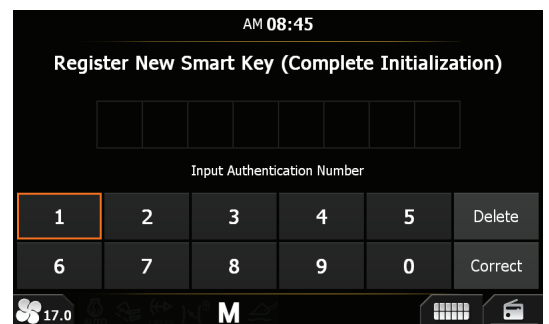 AM 08:45
Register New Smart Key (Complete Initialization)
Input Authentication Number
1 2 3 4 5 Delete
6 7 8 9 0 Correct
17.0 M